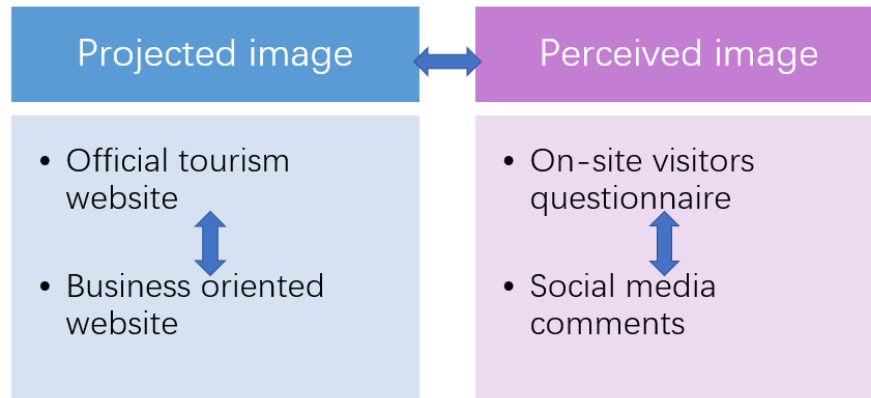 Projected image
Perceived image
• Official tourism
website
• Business oriented
website
• On-site visitors
questionnaire
• Social media
comments